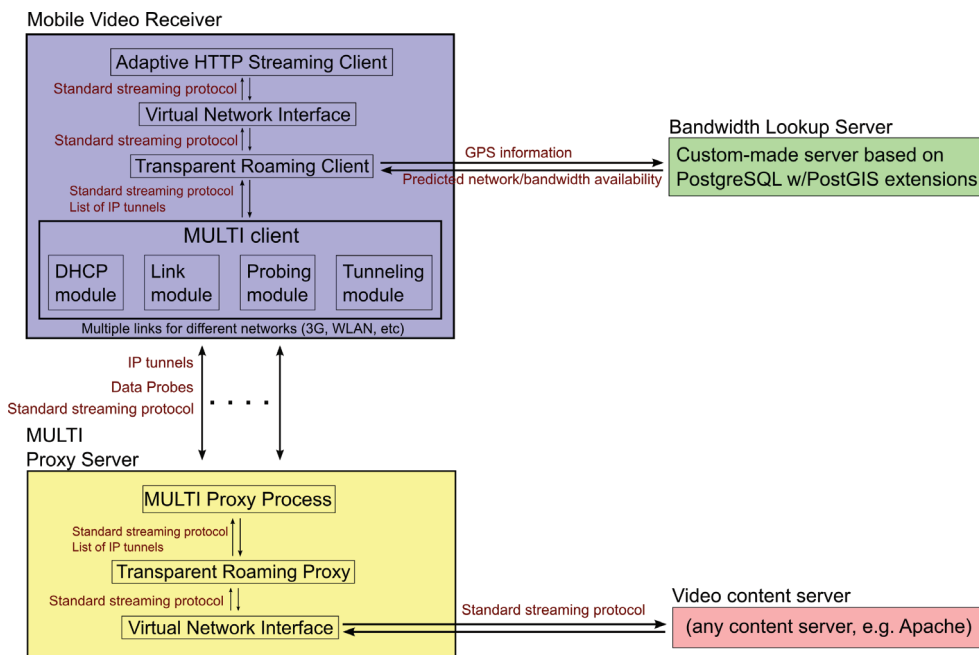 Mobile Video Receiver
Adaptive HTTP Streaming Client
Standard streaming protocol
Virtual Network Interface
Standard streaming protocol
Transparent Roaming Client
Standard streaming protocol
List of IP tunnels
MULTI client
DHCP
module
Link
module
Probing
module
Tunneling
module
Multiple links for different networks (3G, WLAN, etc)
GPS information
Predicted network/bandwidth availability
Bandwidth Lookup Server
Custom-made server based on
PostgreSQL w/PostGIS extensions
IP tunnels
Data Probes
Standard streaming protocol
MULTI
Proxy Server
MULTI Proxy Process
Standard streaming protocol
List of IP tunnels
Transparent Roaming Proxy
Standard streaming protocol
Virtual Network Interface
Standard streaming protocol
Video content server
(any content server, e.g. Apache)